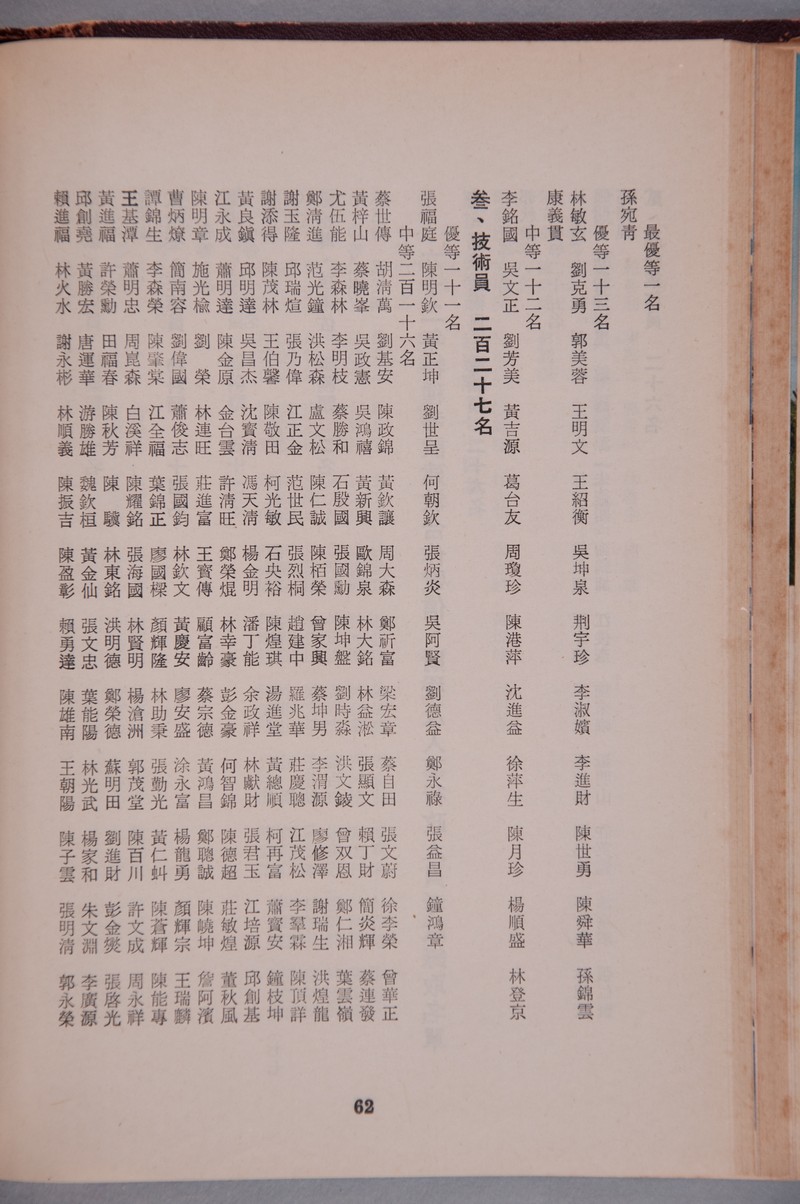 最優等一名
孫宛青
優等一十三名
林敏玄 劉克勇 郭美蓉 王明文 王紹衡 吳坤泉 荆宇珍 李淑嬪 李進財 陳世勇 陳舜華 孫錦雲
康義貫
中等一十二名
李銘國 吳文正 劉芳美 黃吉源 葛台友 周瓊珍 陳港萍 沈進益 徐萍生 陳月珍 楊順盛 林登京
叁、技術員 二百二十七名
優等一十一名
張福庭 陳明欽 黃正坤 劉世呈 何朝欽 張炳炎 吳阿賢 劉德益 鄭永祿 張益昌 鐘鴻章
中等二百一十六名
蔡世傳 胡清萬 劉基安 陳政錦 黃欽讓 周大森 鄭祈富 梁宏章 蔡自田 張文蔚 徐李榮 曾華正
黃梓山 蔡曉峯 吳政憲 吳鴻禧 黃新興 歐錦泉 林大銘 林益淞 張顯文 賴丁財 簡炎輝 蔡連發
尤伍能 李森林 李明枝 蔡勝和 石殷國 張國勳 陳坤盤 劉時淼 洪文錂 曾双恩 鄭仁湘 葉雲嶺
鄭清進 范光鐘 洪松森 盧文松 陳仁誠 陳栢榮 曾家興 蔡坤男 李渭源 廖修澤 謝瑞生 洪煌龍
謝玉隆 邱瑞煊 張乃偉 江正金 范世民 張烈桐 趙建中 羅兆華 莊慶聰 江茂松 李羣霖 陳頂詳
謝添得 陳茂林 王伯馨 陳敬田 柯光敏 石央裕 陳煌琪 湯進堂 黃總順 柯再富 蕭寶安 鐘枝坤
黃良鎭 邱明達 吳昌杰 沈寶清 馮天清 楊金明 潘丁能 余政祥 林獻財 張君玉 江培源 邱創基
江永成 蕭明達 陳金原 金台雲 許清旺 鄭榮焜 林幸豪 彭金豪 何智錦 陳德超 莊敏煌 董秋風
陳明章 施光楡 劉　榮 林連旺 莊進富 王寶傳 顧富齡 蔡宗德 黃鴻昌 鄭聰誠 陳嶢坤 詹阿濱
曹炳燎 簡南容 劉偉國 蕭俊志 張國鈞 林欽文 黃慶安 廖安盛 涂永富 楊龍勇 顏輝宗 王瑞麟
譚錦生 李森榮 陳肇棠 江全福 葉錦正 廖國樑 顏輝隆 林助秉 張勤光 黃仁蚪 陳蒼輝 陳能專
王基潭 蕭明忠 周崑森 白溪祥 陳耀銘 張海國 林賢明 楊滄洲 郭茂堂 陳百川 許文成 周永祥
黃進福 許榮勳 田福春 陳秋芳 陳　驥 林東銘 洪明德 鄭榮德 蘇明田 劉進財 彭金爕 張啓光
邱創堯 黃勝宏 唐運華 游勝雄 魏欽桓 黃金仙 張文忠 葉能陽 林光武 楊家和 朱文淵 李廣源
賴進福 林火水 謝永彬 林順義 陳振吉 陳盈彰 賴勇達 陳雄南 王朝陽 陳子雲 張明清 郭永榮
62